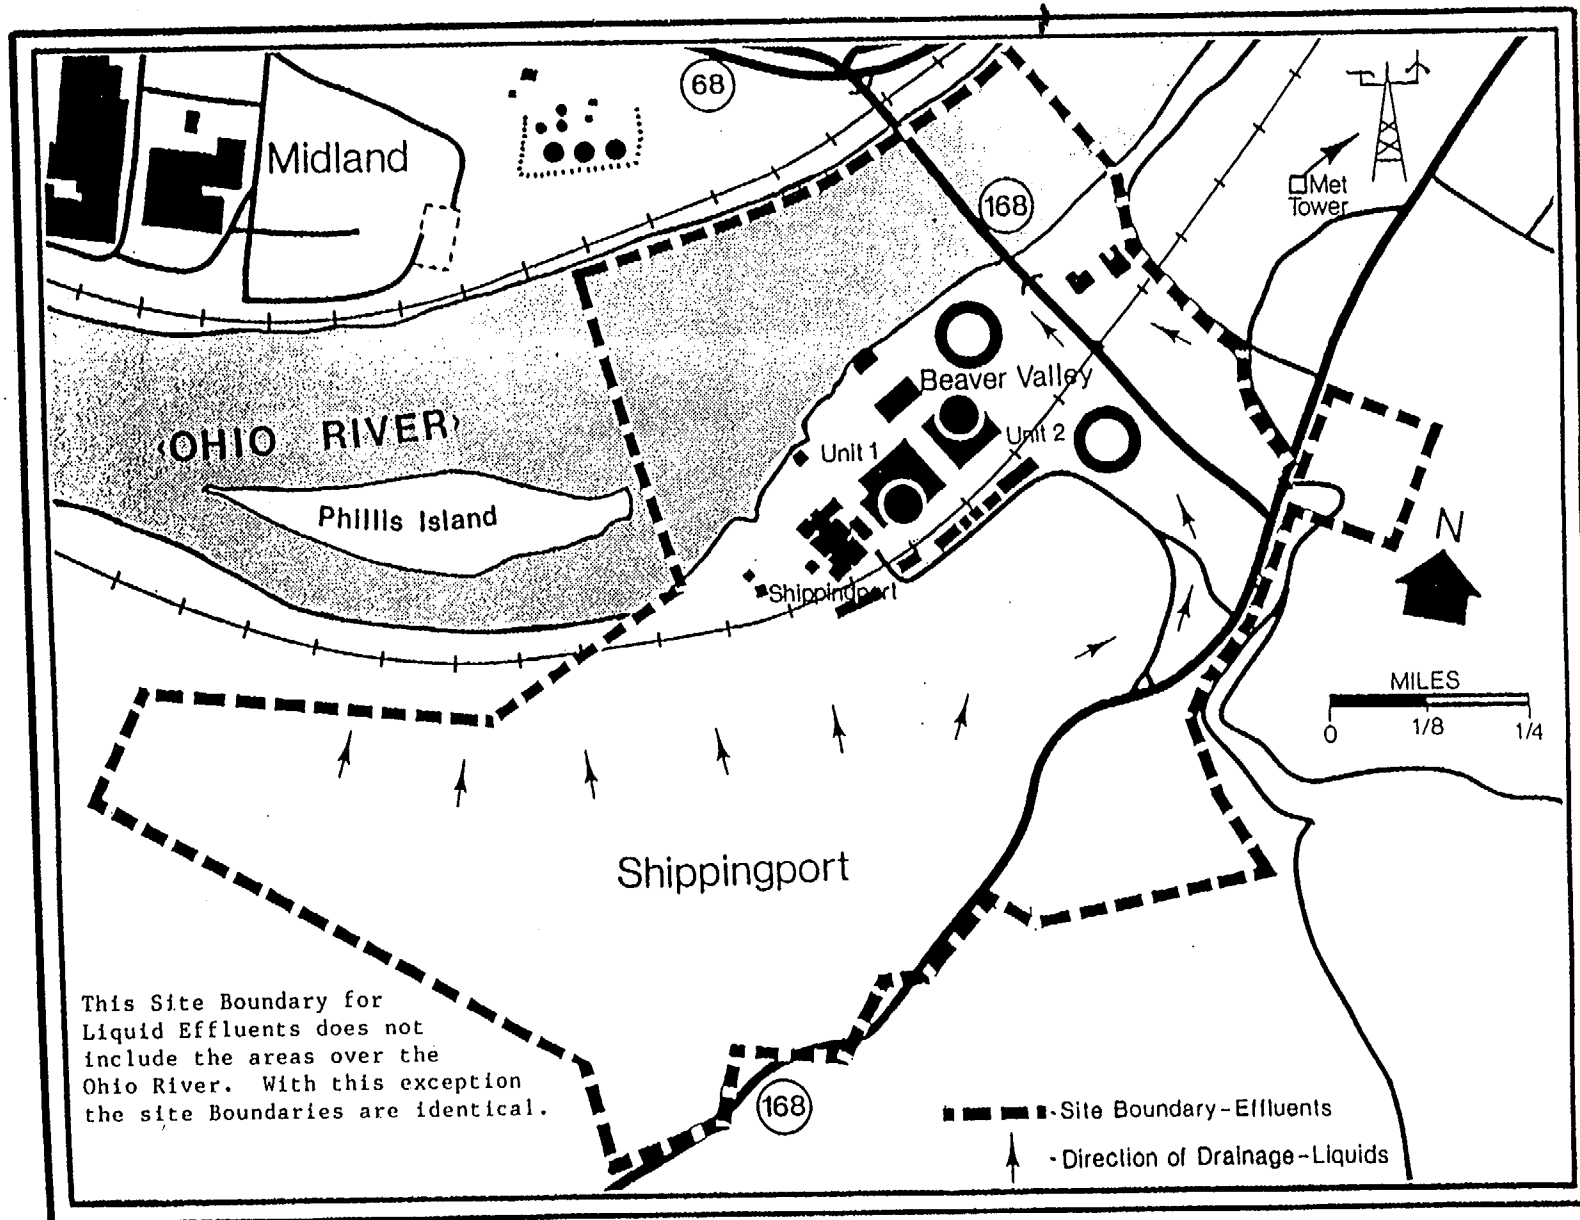 68
Midland
168
Met
Tower
Beaver Valley
‹OHIO RIVER›
Unit 1
Unit 2
Phillis Island
N
Shippingport
MILES
0 1/8 1/4
Shippingport
This Site Boundary for
Liquid Effluents does not
include the areas over the
Ohio River. With this exception
the site Boundaries are identical.
168
-Site Boundary-Effluents
-Direction of Drainage-Liquids